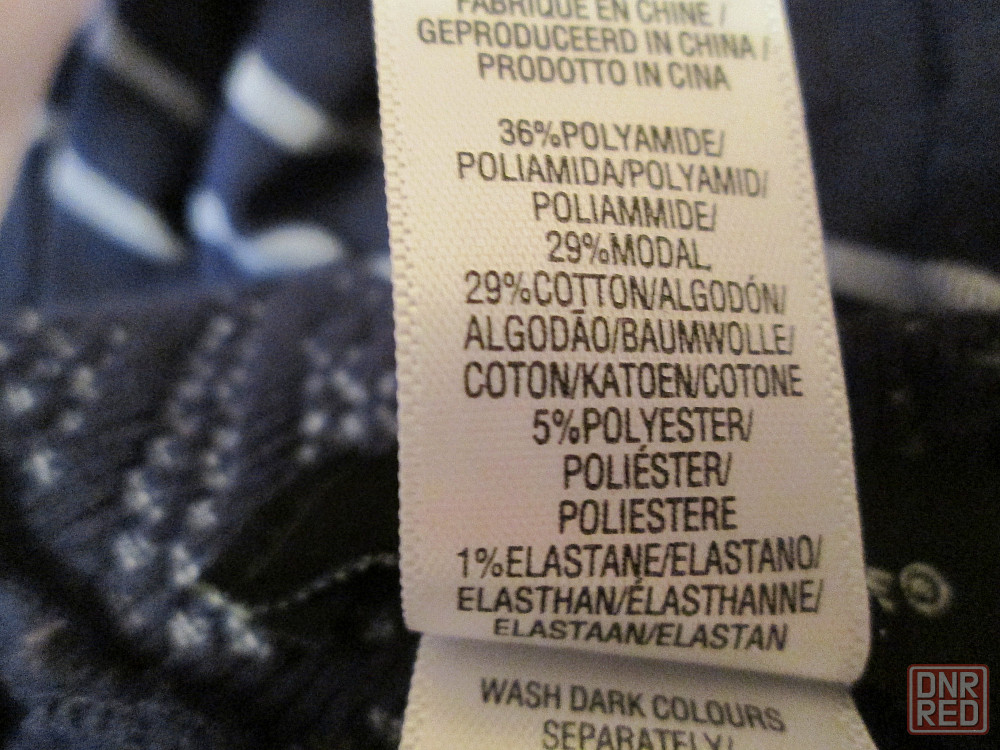 FABRIQUÉ EN CHINE /
GEPRODUCEERD IN CHINA /
PRODOTTO IN CINA
36%POLYAMIDE/
POLIAMIDA/POLYAMID/
POLIAMMIDE/
29%MODAL
29%COTTON/ALGODÓN/
ALGODÃO/BAUMWOLLE/
COTON/KATOEN/COTONE
5%POLYESTER/
POLIÉSTER/
POLIESTERE
1%ELASTANE/ELASTANO/
ELASTHAN/ÉLASTHANNE/
ELASTAAN/ELASTAN
WASH DARK COLOURS
SEPARATELY/
DNR
RED